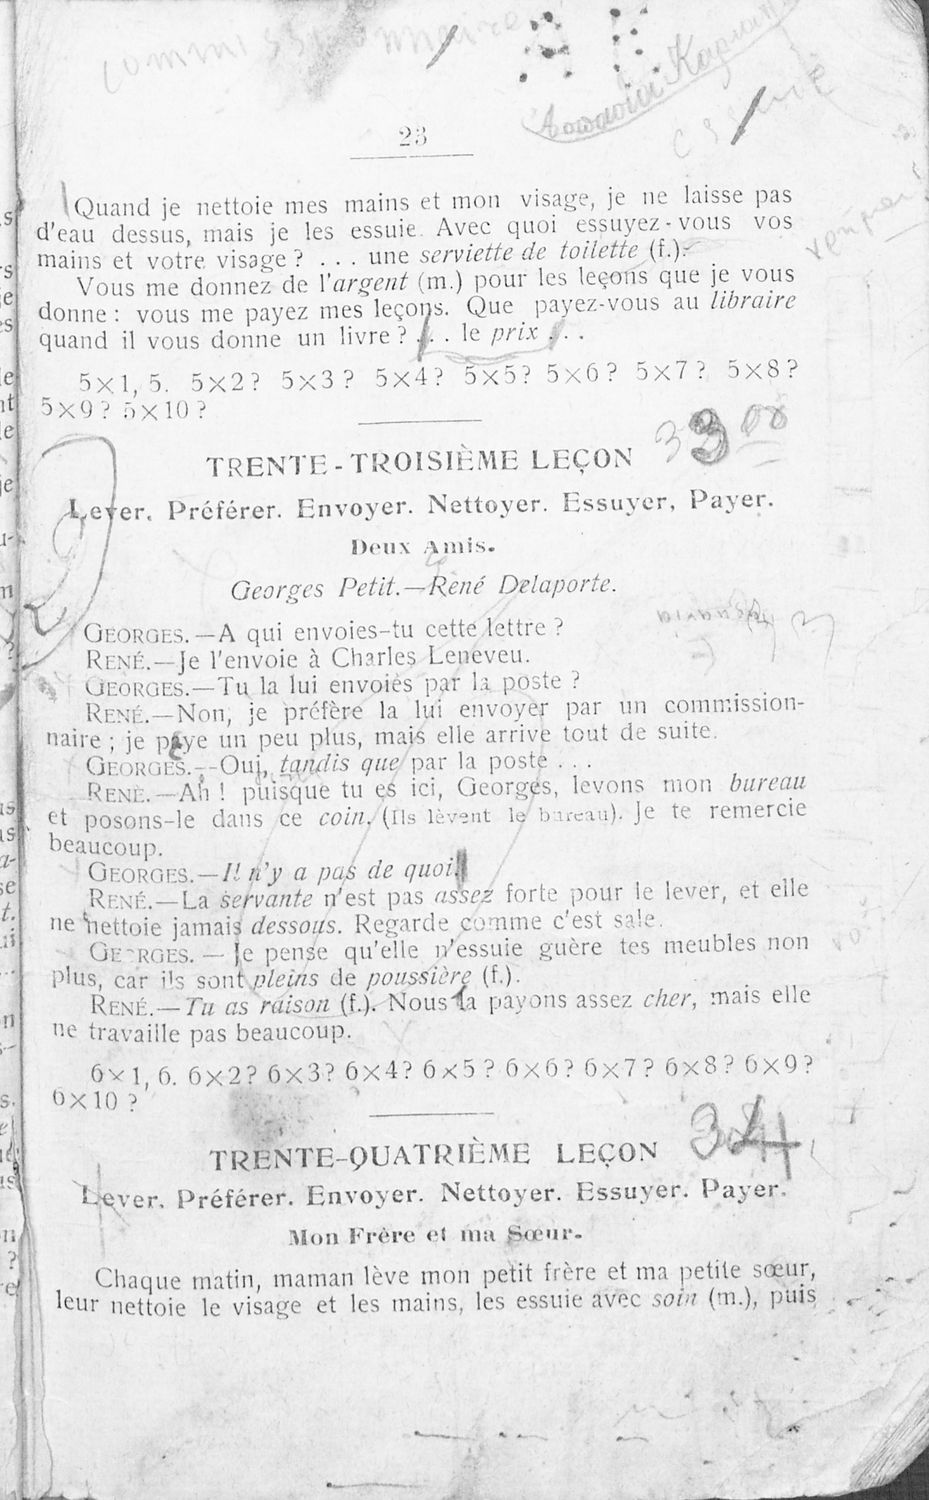 commissionnaire
23
Quand je nettoie mes mains et mon visage, je ne laisse pas
d'eau dessus, mais je les essuie. Avec quoi essuyez-vous vos
mains et votre visage ? . . . une serviette de toilette (f.).
Vous me donnez de l'argent (m.) pour les leçons que je vous
donne : vous me payez mes leçons. Que payez-vous au libraire
quand il vous donne un livre ? . . . le prix . . .
5×1, 5. 5×2 ? 5×3 ? 5×4 ? 5×5 ? 5×6 ? 5×7 ? 5×8 ?
5×9 ? 5×10 ?
33
TRENTE-TROISIÈME LEÇON
Lever. Préférer. Envoyer. Nettoyer. Essuyer, Payer.
Deux Amis.
Georges Petit.—René Delaporte.
GEORGES.—A qui envoies-tu cette lettre ?
RENÉ.—Je l'envoie à Charles Leneveu.
GEORGES.—Tu la lui envoies par la poste ?
RENÉ.—Non, je préfère la lui envoyer par un commission-
naire ; je paye un peu plus, mais elle arrive tout de suite.
GEORGES.—Oui, tandis que par la poste . . .
RENÉ.—Ah ! puisque tu es ici, Georges, levons mon bureau
et posons-le dans ce coin. (Ils lèvent le bureau). Je te remercie
beaucoup.
GEORGES.—Il n'y a pas de quoi.
RENÉ.—La servante n'est pas assez forte pour le lever, et elle
ne nettoie jamais dessous. Regarde comme c'est sale.
GEORGES. — Je pense qu'elle n'essuie guère tes meubles non
plus, car ils sont pleins de poussière (f.).
RENÉ.—Tu as raison (f.). Nous la payons assez cher, mais elle
ne travaille pas beaucoup.
6×1, 6. 6×2 ? 6×3 ? 6×4 ? 6×5 ? 6×6 ? 6×7 ? 6×8 ? 6×9 ?
6×10 ?
34
TRENTE-QUATRIÈME LEÇON
Lever. Préférer. Envoyer. Nettoyer. Essuyer. Payer.
Mon Frère et ma Sœur.
Chaque matin, maman lève mon petit frère et ma petite sœur,
leur nettoie le visage et les mains, les essuie avec soin (m.), puis